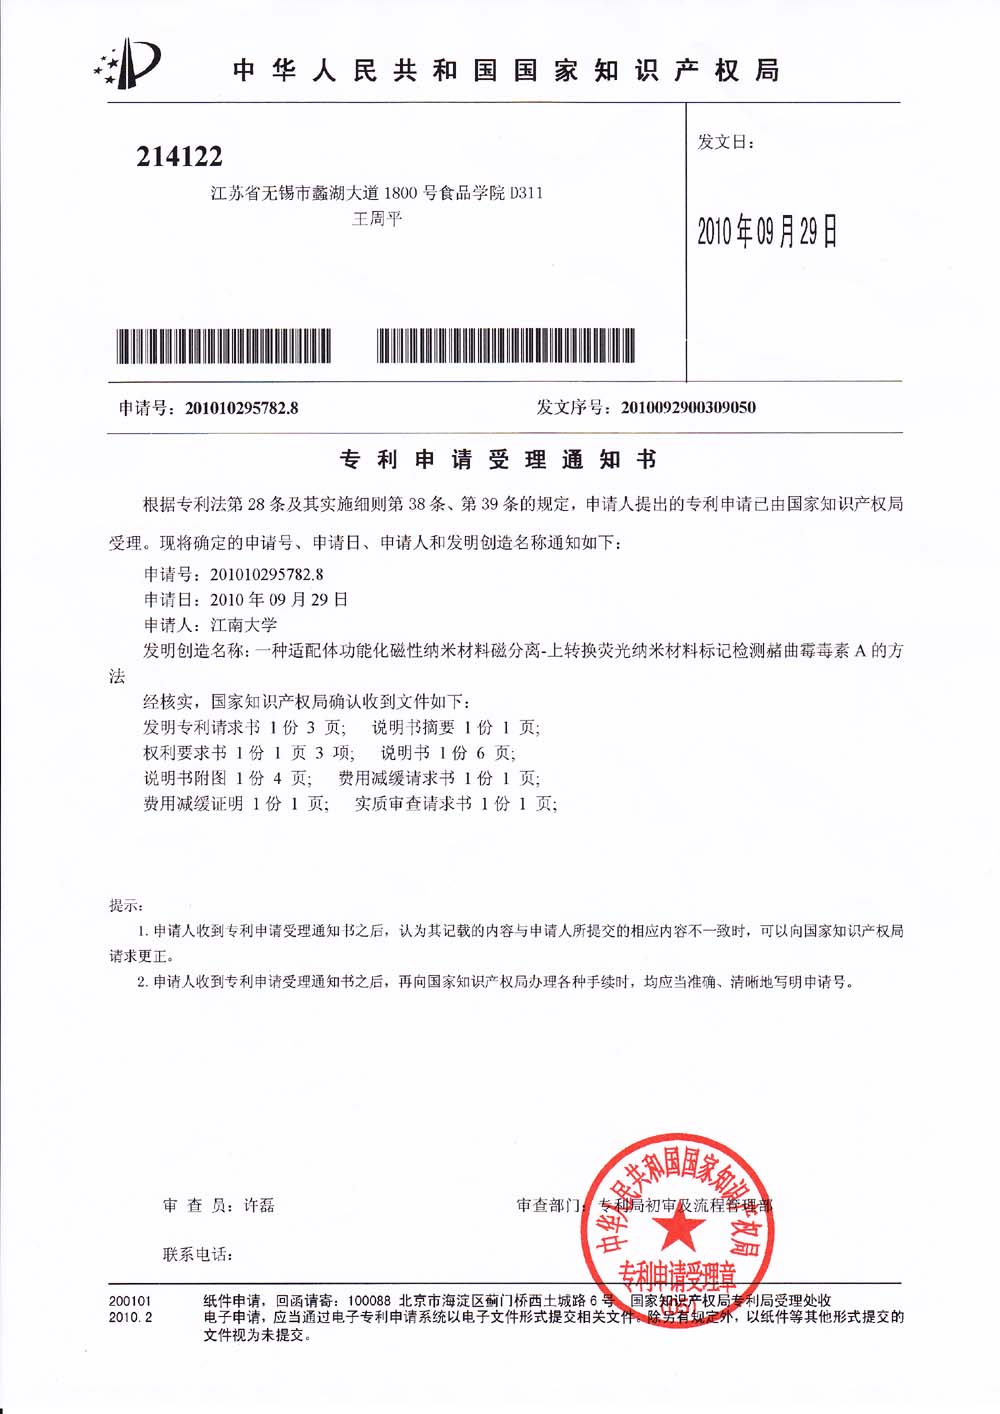 中华人民共和国国家知识产权局
214122
江苏省无锡市蠡湖大道 1800 号食品学院 D311
王周平
发文日：
2010 年 09 月 29 日
申请号：201010295782.8
发文序号：2010092900309050
专利申请受理通知书
根据专利法第 28 条及其实施细则第 38 条、第 39 条的规定，申请人提出的专利申请已由国家知识产权局
受理。现将确定的申请号、申请日、申请人和发明创造名称通知如下：
申请号：201010295782.8
申请日：2010 年 09 月 29 日
申请人：江南大学
发明创造名称：一种适配体功能化磁性纳米材料磁分离-上转换荧光纳米材料标记检测赭曲霉毒素 A 的方
法
经核实，国家知识产权局确认收到文件如下：
发明专利请求书 1 份 3 页; 说明书摘要 1 份 1 页;
权利要求书 1 份 1 页 3 项; 说明书 1 份 6 页;
说明书附图 1 份 4 页; 费用减缓请求书 1 份 1 页;
费用减缓证明 1 份 1 页; 实质审查请求书 1 份 1 页;
提示：
1. 申请人收到专利申请受理通知书之后，认为其记载的内容与申请人所提交的相应内容不一致时，可以向国家知识产权局
请求更正。
2. 申请人收到专利申请受理通知书之后，再向国家知识产权局办理各种手续时，均应当准确、清晰地写明申请号。
审 查 员：许磊
审查部门：专利局初审及流程管理部
联系电话：
中华人民共和国国家知识产权局
专利申请受理章
200101
2010.2
纸件申请，回函请寄：100088 北京市海淀区蓟门桥西土城路 6 号 国家知识产权局专利局受理处收
电子申请，应当通过电子专利申请系统以电子文件形式提交相关文件。除另有规定外，以纸件等其他形式提交的
文件视为未提交。